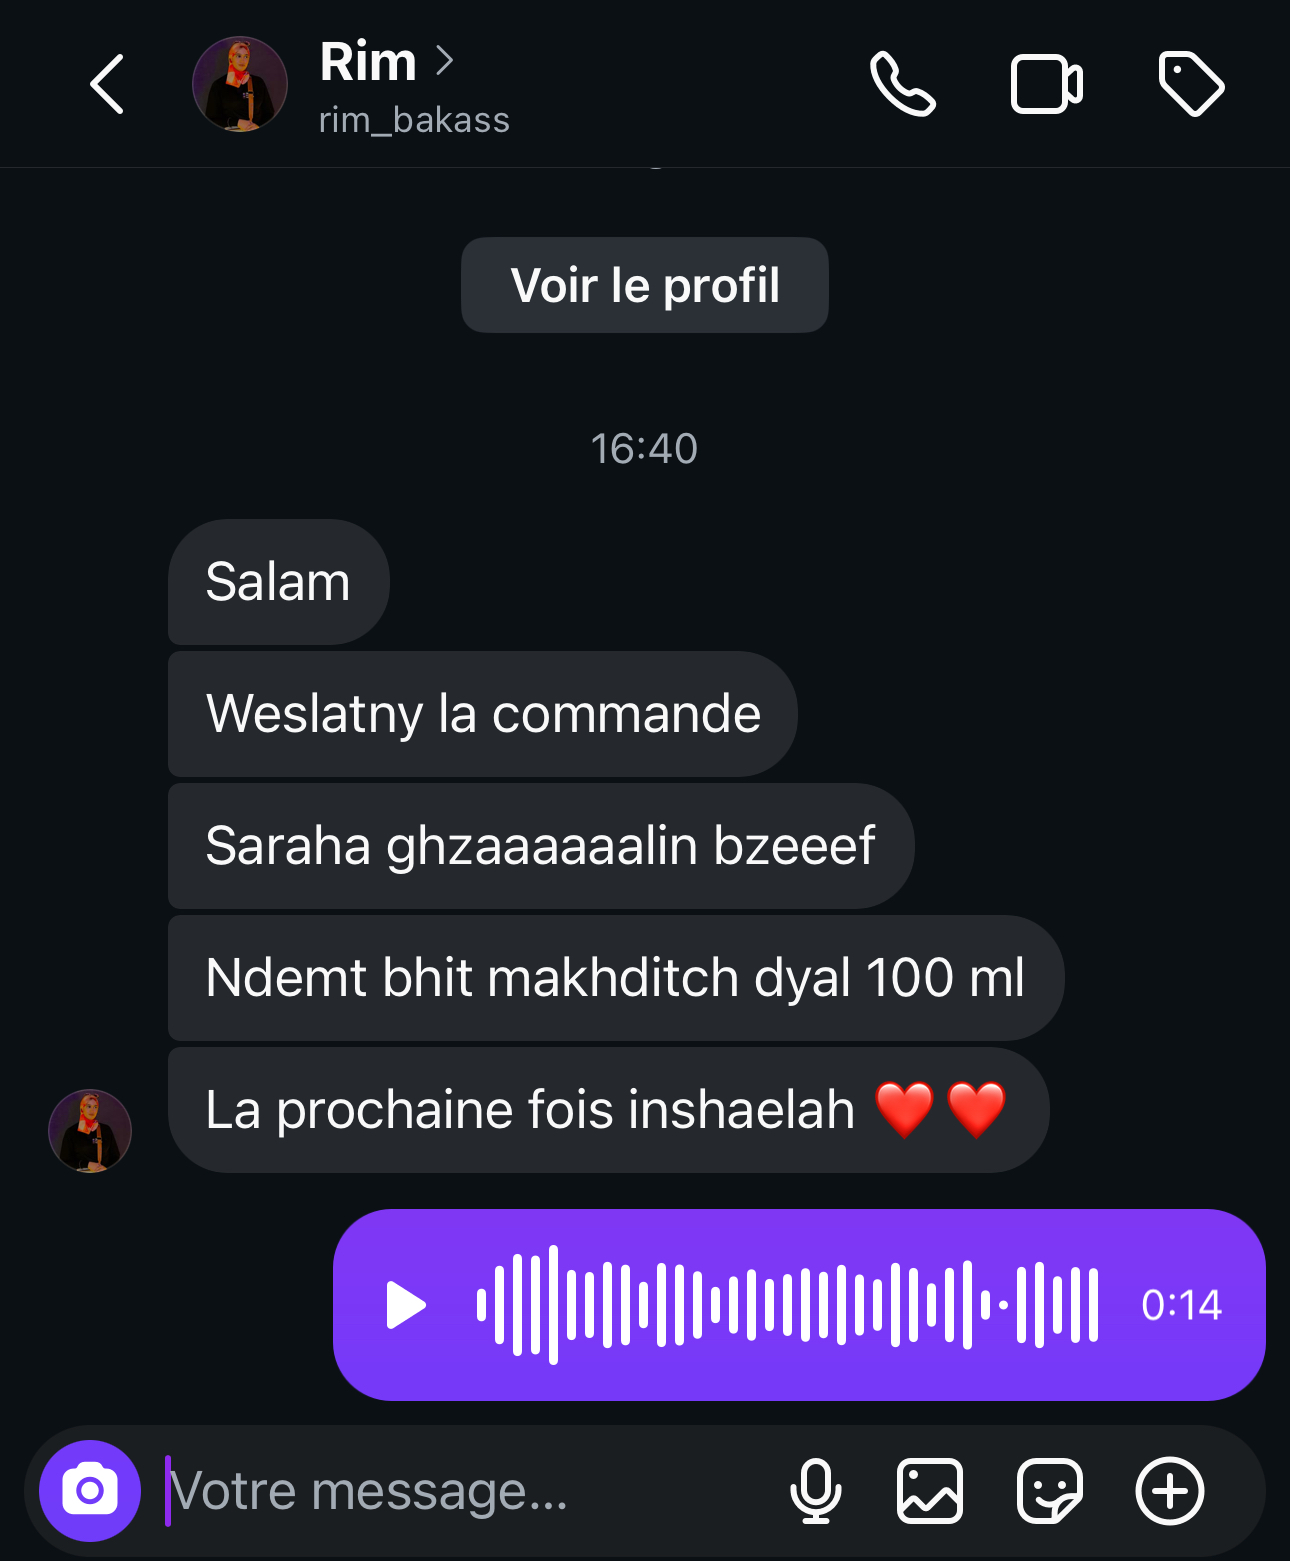 Rim
rim_bakass
Voir le profil
16:40
Salam
Weslatny la commande
Saraha ghzaaaaaaalin bzeeef
Ndemt bhit makhditch dyal 100 ml
La prochaine fois inshaelah ❤️❤️
0:14
Votre message...